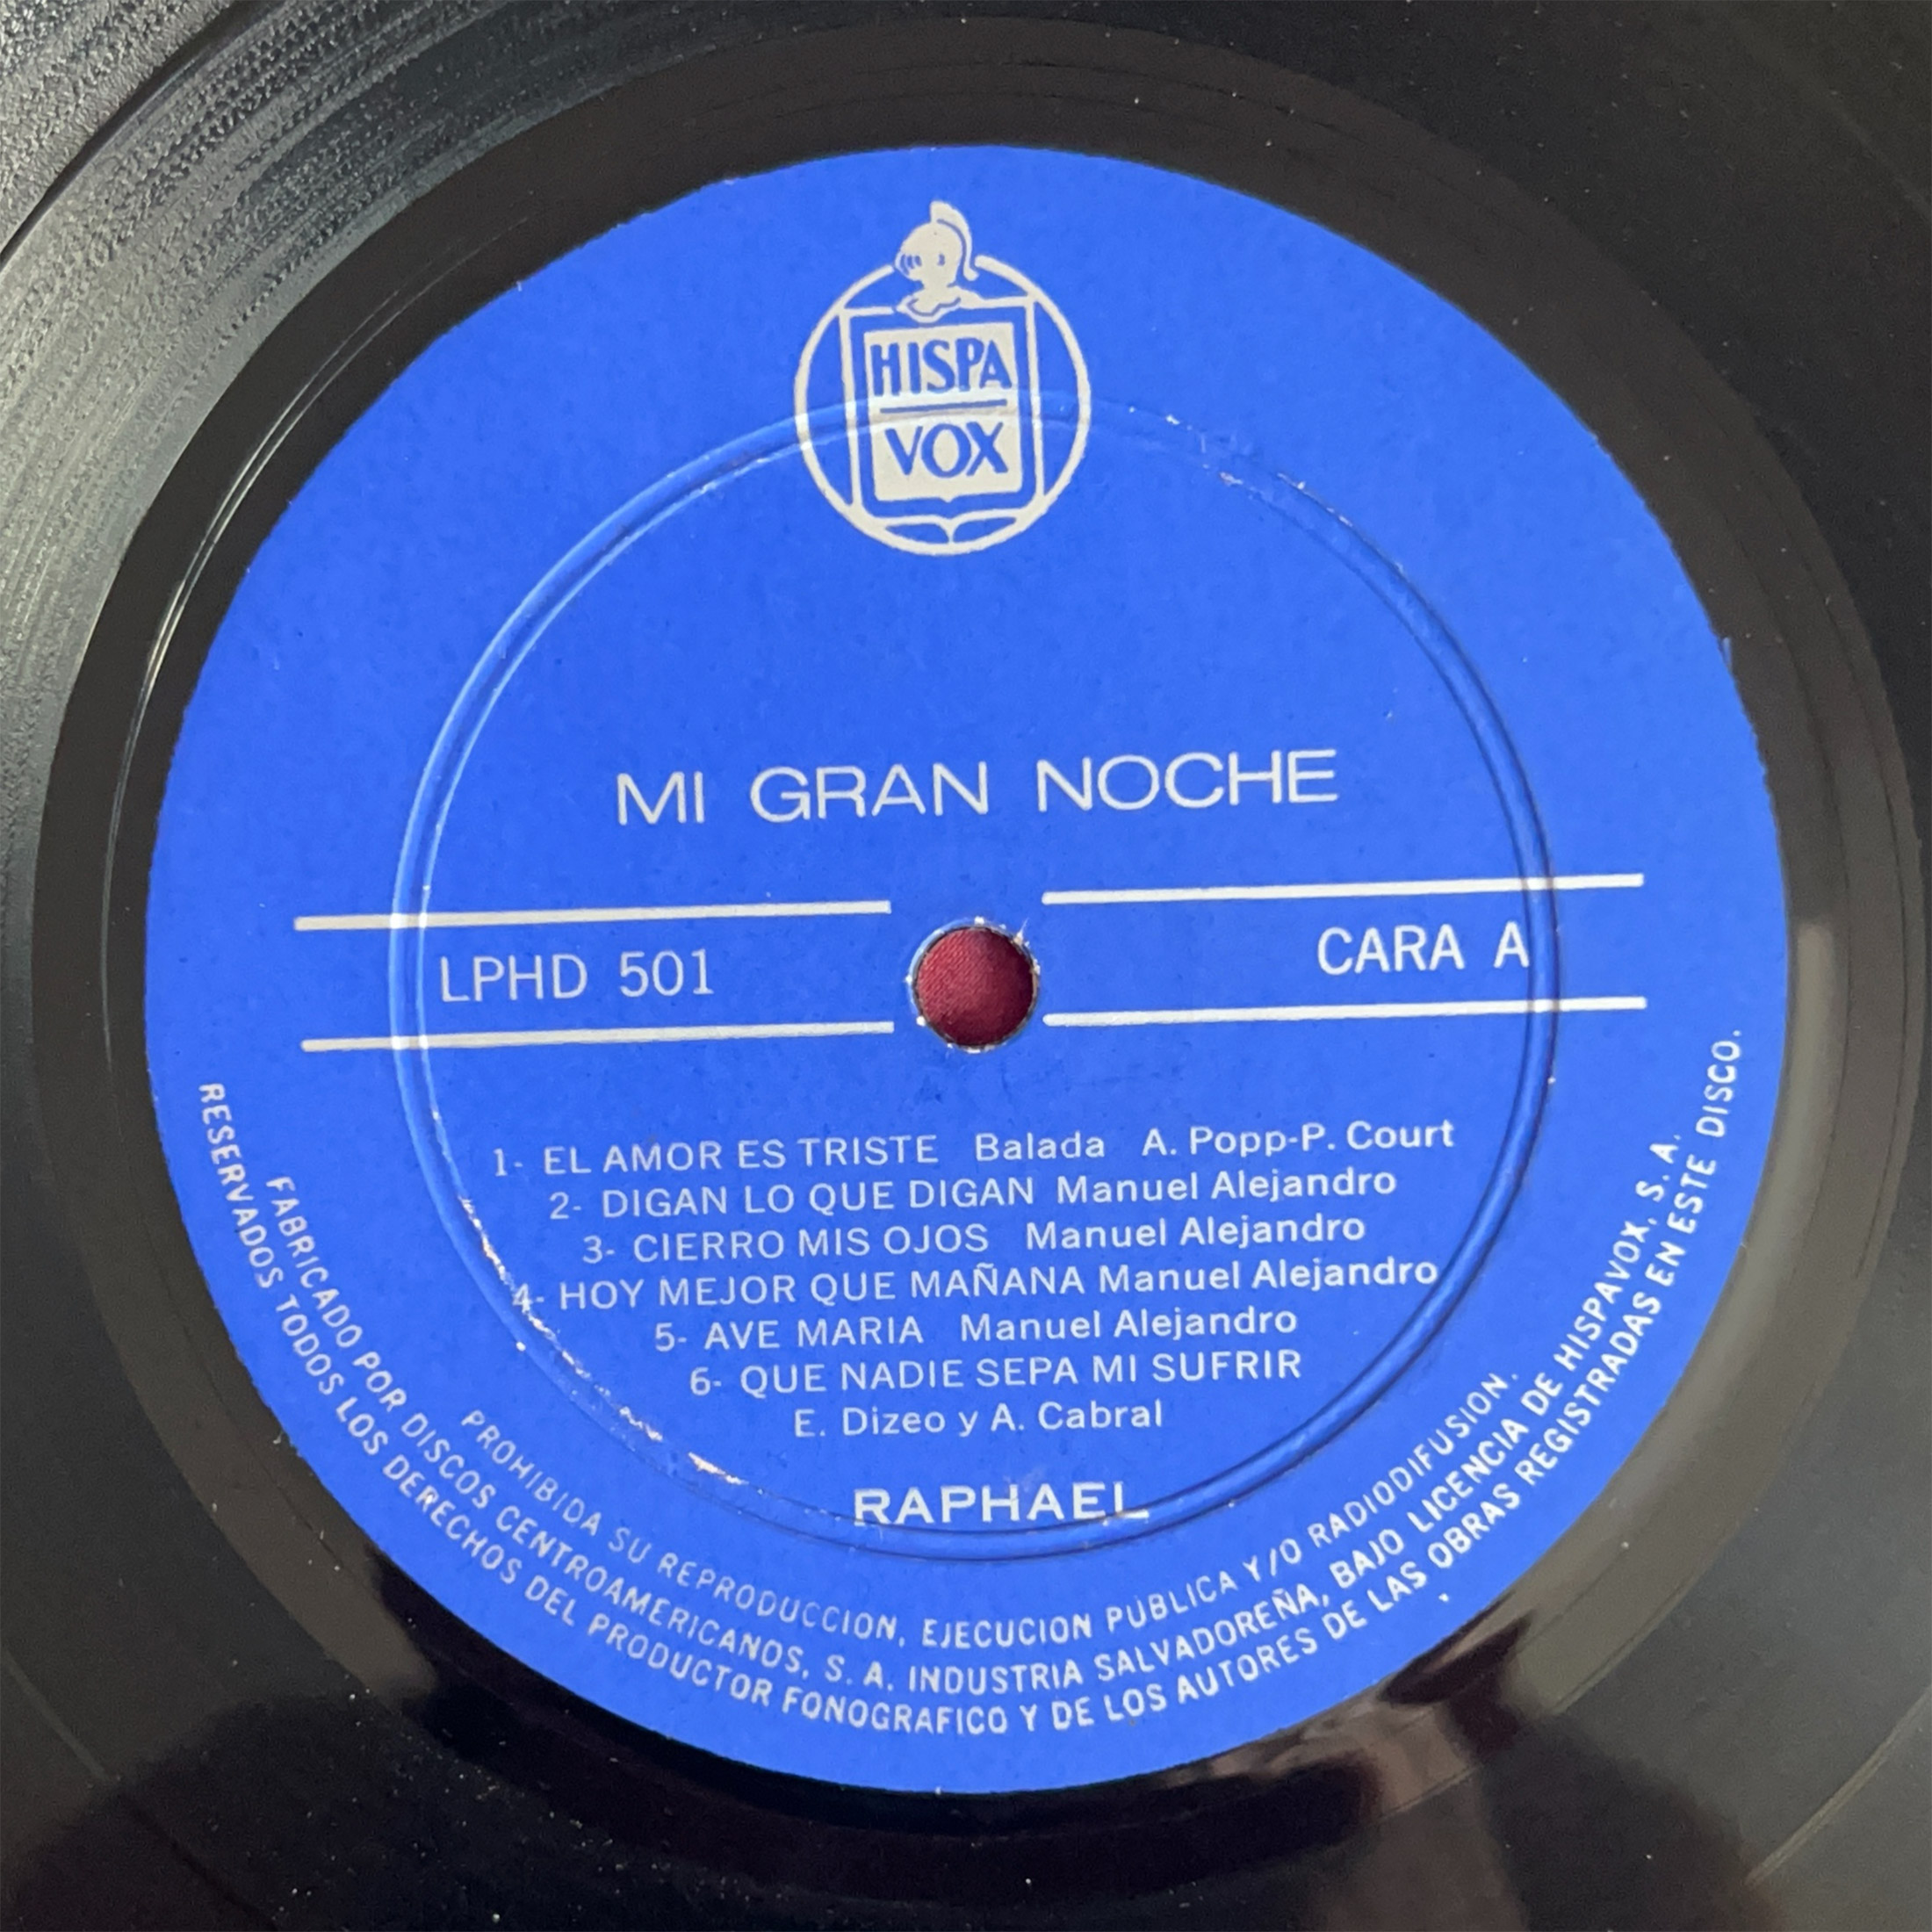 HISPA
VOX
MI GRAN NOCHE
LPHD 501
CARA A
1- EL AMOR ES TRISTE Balada A. Popp-P. Court
2- DIGAN LO QUE DIGAN Manuel Alejandro
3- CIERRO MIS OJOS Manuel Alejandro
4- HOY MEJOR QUE MAÑANA Manuel Alejandro
5- AVE MARIA Manuel Alejandro
6- QUE NADIE SEPA MI SUFRIR
E. Dizeo y A. Cabral
RAPHAEL
PROHIBIDA SU REPRODUCCION, EJECUCION PUBLICA Y/O RADIODIFUSION.
FABRICADO POR DISCOS CENTROAMERICANOS, S. A. INDUSTRIA SALVADOREÑA, BAJO LICENCIA DE HISPAVOX, S. A.
RESERVADOS TODOS LOS DERECHOS DEL PRODUCTOR FONOGRAFICO Y DE LOS AUTORES DE LAS OBRAS REGISTRADAS EN ESTE DISCO.